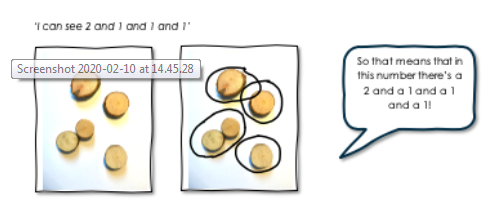 'I can see 2 and 1 and 1 and 1'
Screenshot 2020-02-10 at 14.45.28
So that means that in
this number there's a
2 and a 1 and a 1
and a 1!